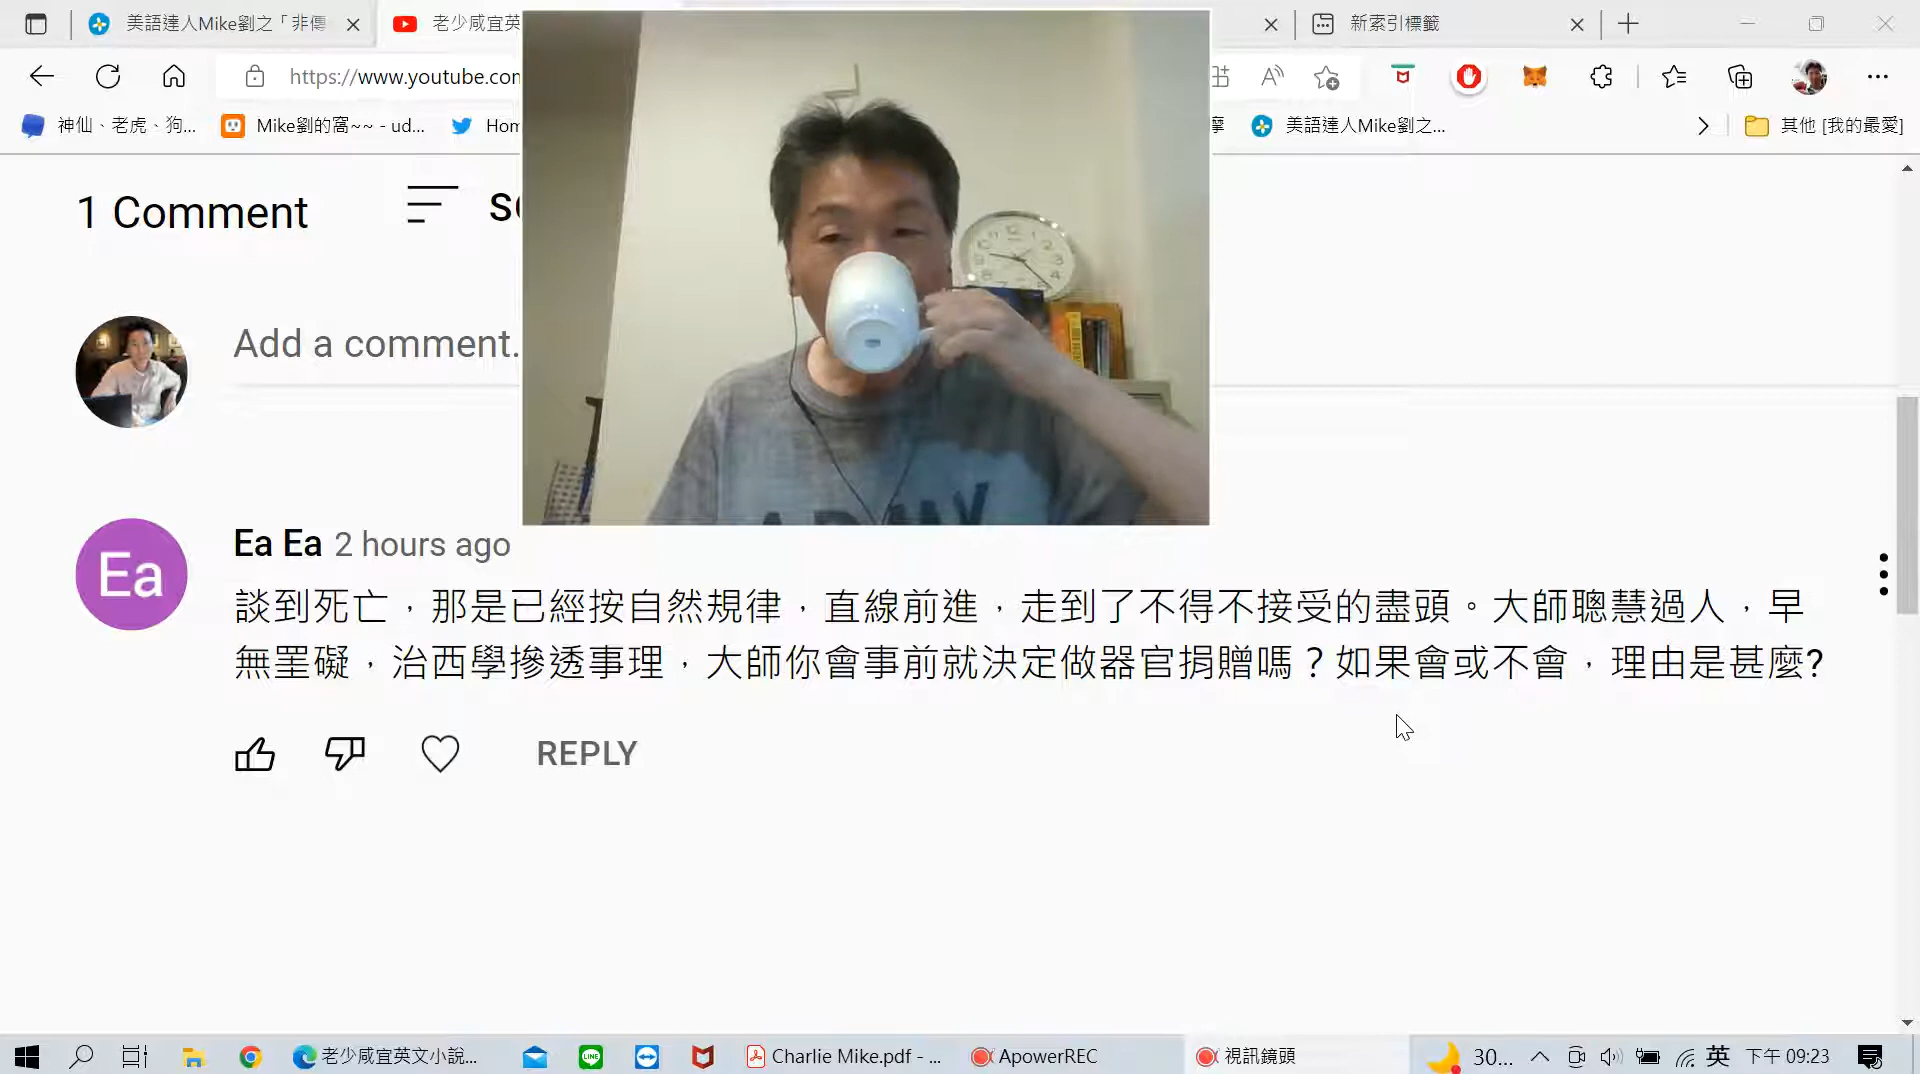 美語達人Mike劉之「非傳
老少咸宜英
新索引標籤
https://www.youtube.con
神仙、老虎、狗...
Mike劉的窩~~ - ud...
Hom
摩
美語達人Mike劉之...
其他 [我的最愛]
1 Comment
SO
Add a comment.
Ea
Ea Ea 2 hours ago
談到死亡，那是已經按自然規律，直線前進，走到了不得不接受的盡頭。大師聰慧過人，早
無罣礙，治西學摻透事理，大師你會事前就決定做器官捐贈嗎？如果會或不會，理由是甚麼?
REPLY
老少咸宜英文小說...
LINE
Charlie Mike.pdf - ...
ApowerREC
視訊鏡頭
30...
英
下午 09:23